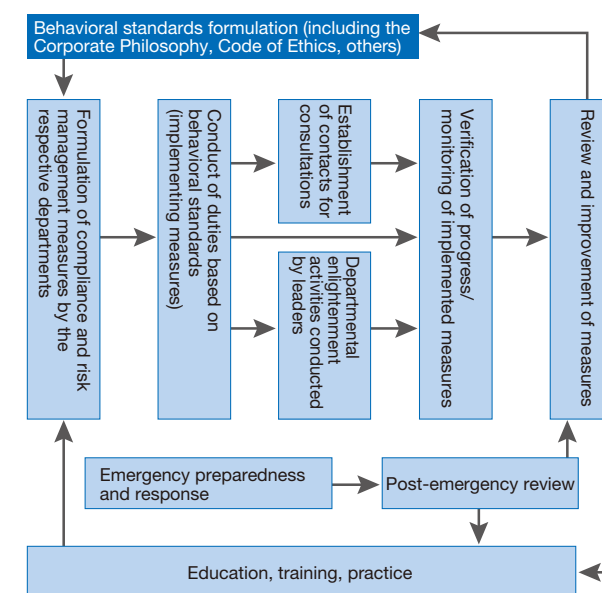 Behavioral standards formulation (including the
Corporate Philosophy, Code of Ethics, others)
Formulation of compliance and risk
management measures by the
respective departments
Conduct of duties based on
behavioral standards
(implementing measures)
Establishment
of contacts for
consultations
Departmental
enlightenment
activities conducted
by leaders
Verification of progress/
monitoring of implemented measures
Review and improvement of measures
Emergency preparedness
and response
Post-emergency review
Education, training, practice